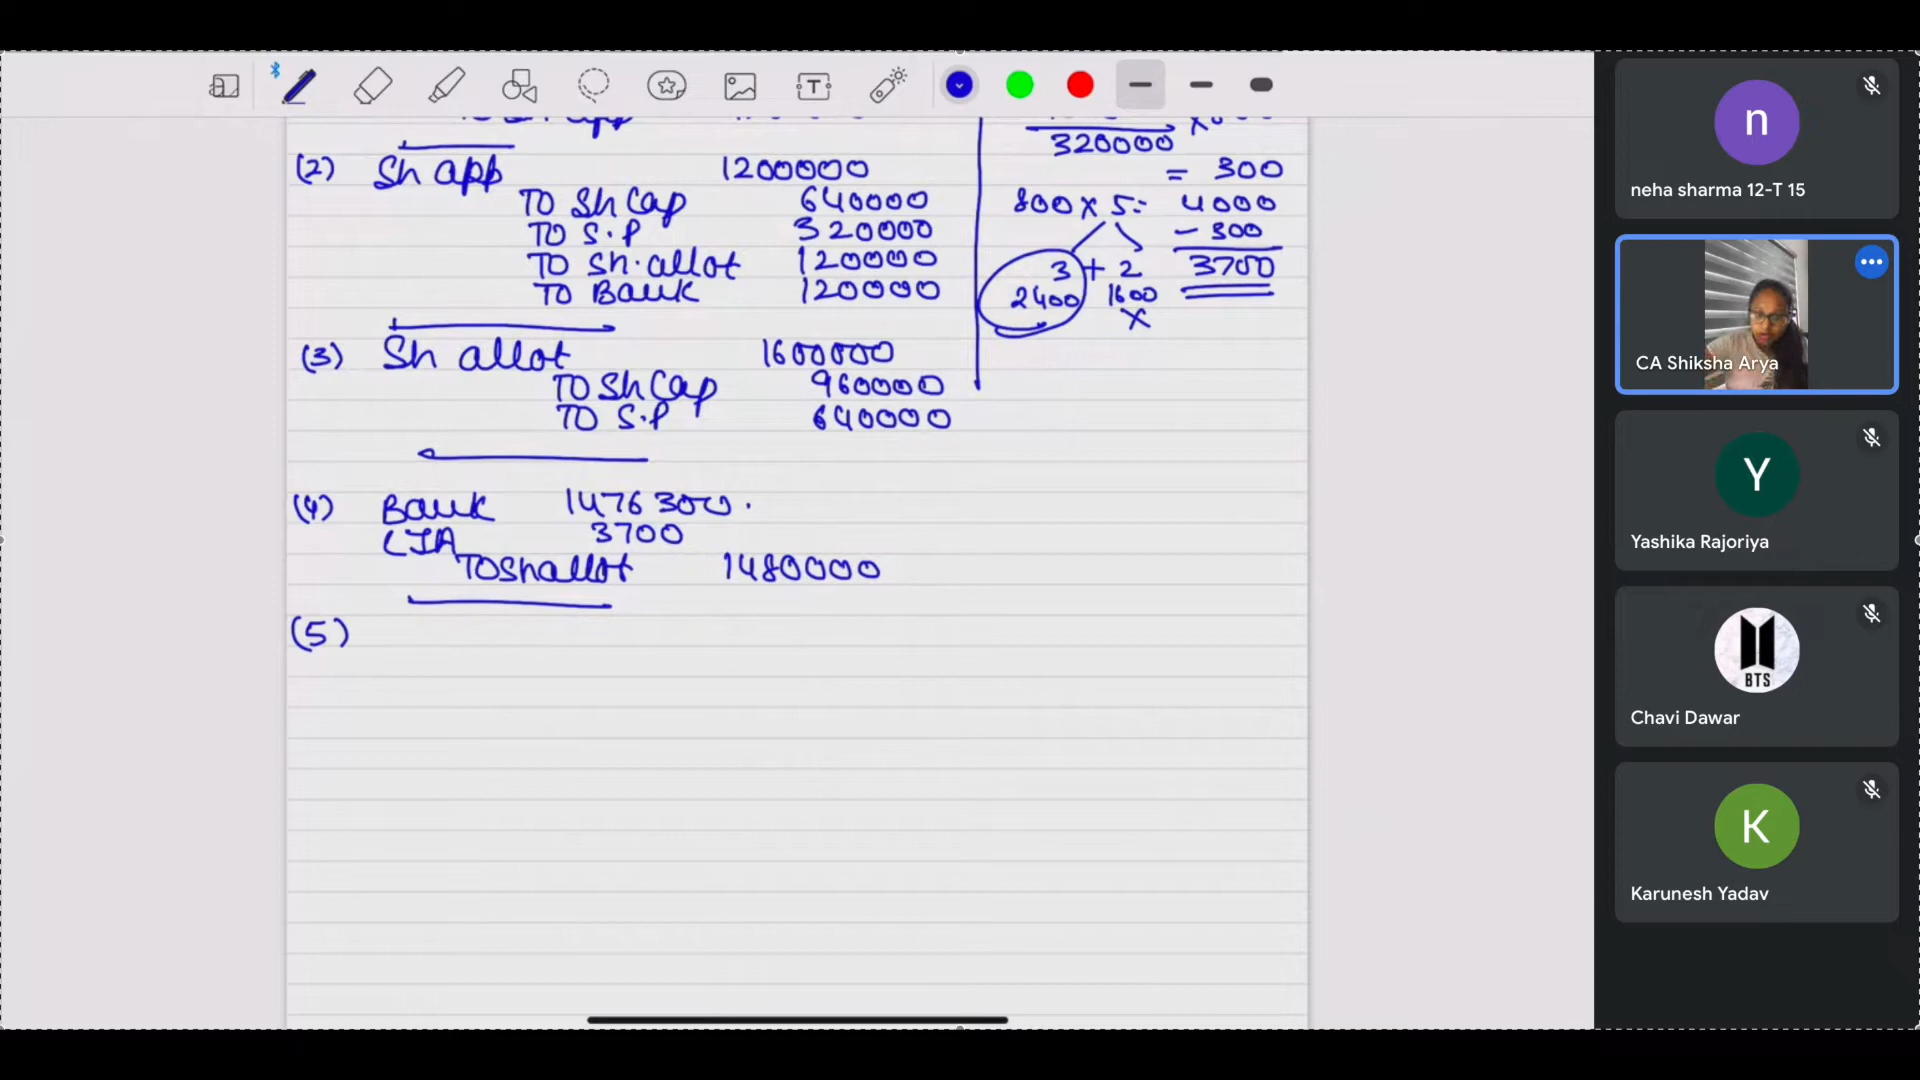 320000
= 300
(2) Sh app 1200000
TO Sh Cap 640000
TO S.P 320000
TO Sh. allot 120000
TO Bank 120000
800 x 5 = 4000
- 300
3 + 2 3700
2400 1600
X
(3) Sh allot 1600000
TO Sh Cap 960000
TO S.P 640000
(4) Bank 1476300.
CIA 3700
TO Sh allot 1480000
(5)
T
n
neha sharma 12-T 15
CA Shiksha Arya
Y
Yashika Rajoriya
BTS
Chavi Dawar
K
Karunesh Yadav